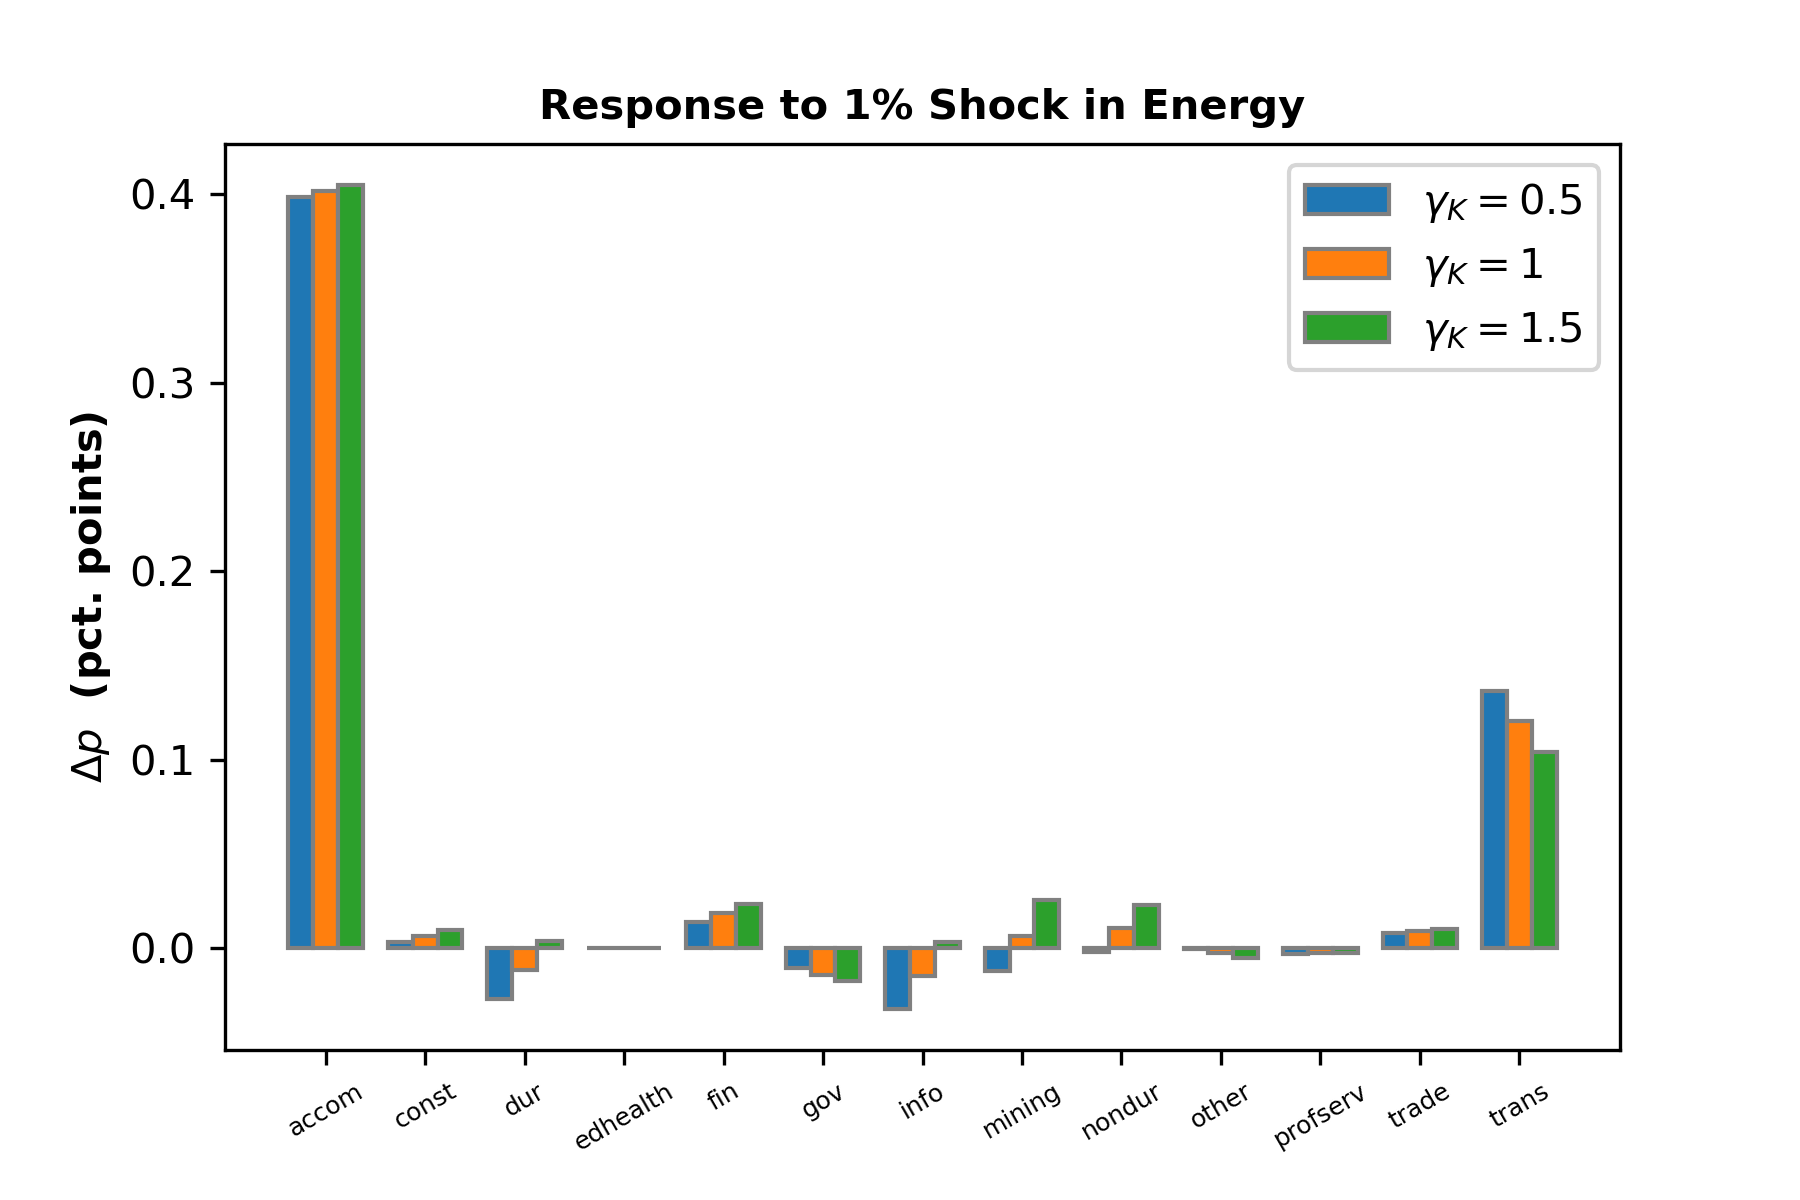 Response to 1% Shock in Energy
Δp (pct. points)
0.4
0.3
0.2
0.1
0.0
γK = 0.5
γK = 1
γK = 1.5
accom
const
dur
edhealth
fin
gov
info
mining
nondur
other
profserv
trade
trans